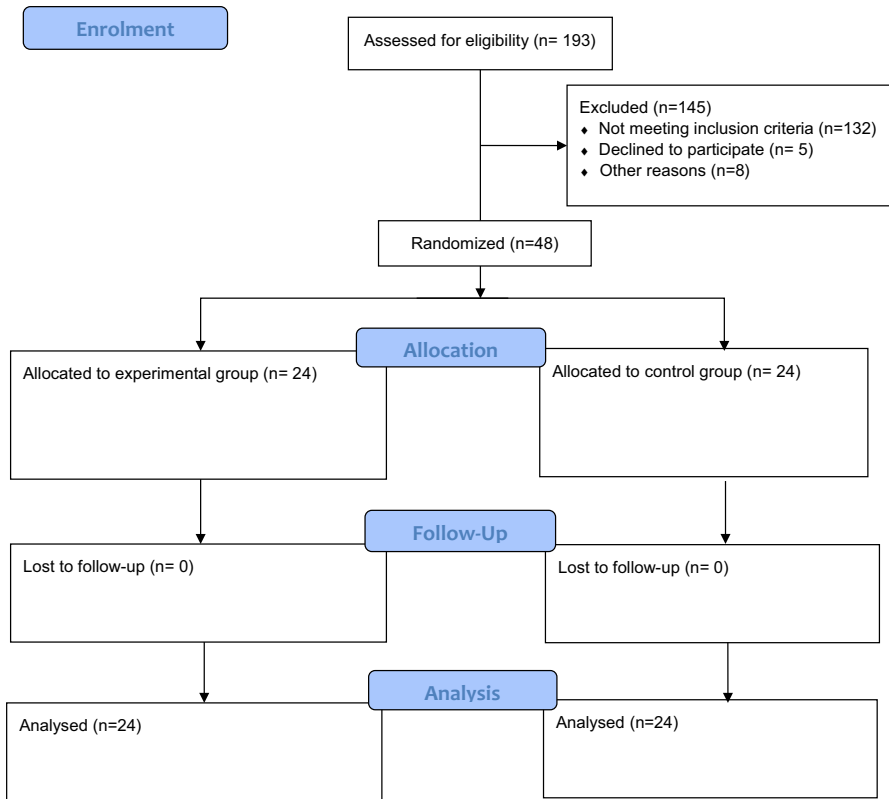 Enrolment
Assessed for eligibility (n= 193)
Excluded (n=145)
♦ Not meeting inclusion criteria (n=132)
♦ Declined to participate (n= 5)
♦ Other reasons (n=8)
Randomized (n=48)
Allocation
Allocated to experimental group (n= 24)
Allocated to control group (n= 24)
Follow-Up
Lost to follow-up (n= 0)
Lost to follow-up (n= 0)
Analysis
Analysed (n=24)
Analysed (n=24)